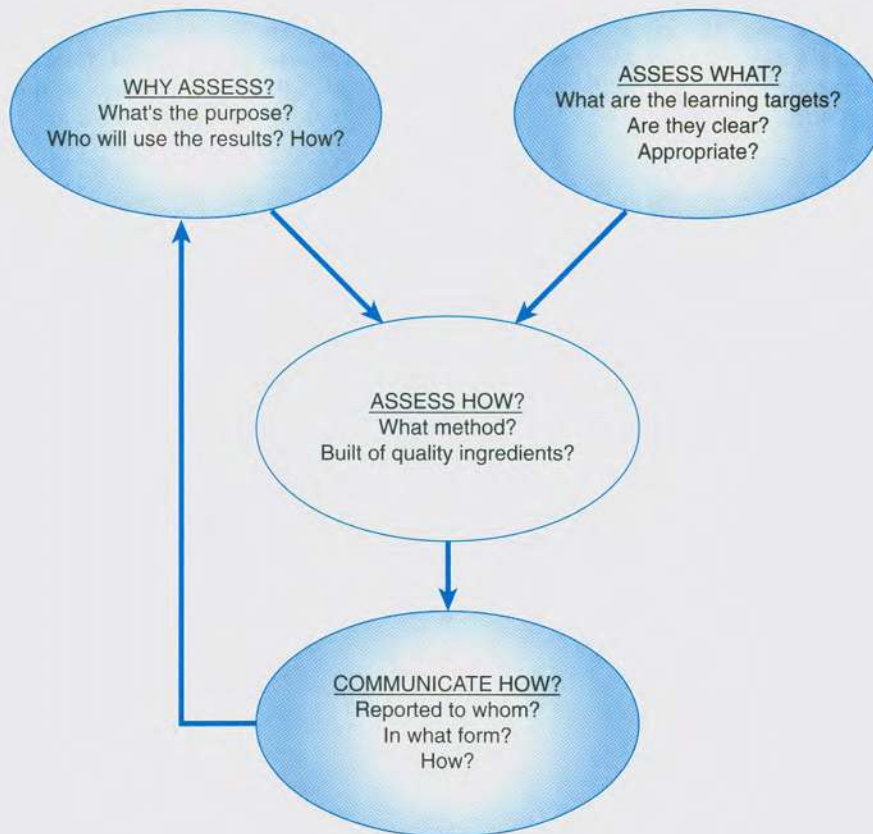 WHY ASSESS?
What's the purpose?
Who will use the results? How?
ASSESS WHAT?
What are the learning targets?
Are they clear?
Appropriate?
ASSESS HOW?
What method?
Built of quality ingredients?
COMMUNICATE HOW?
Reported to whom?
In what form?
How?